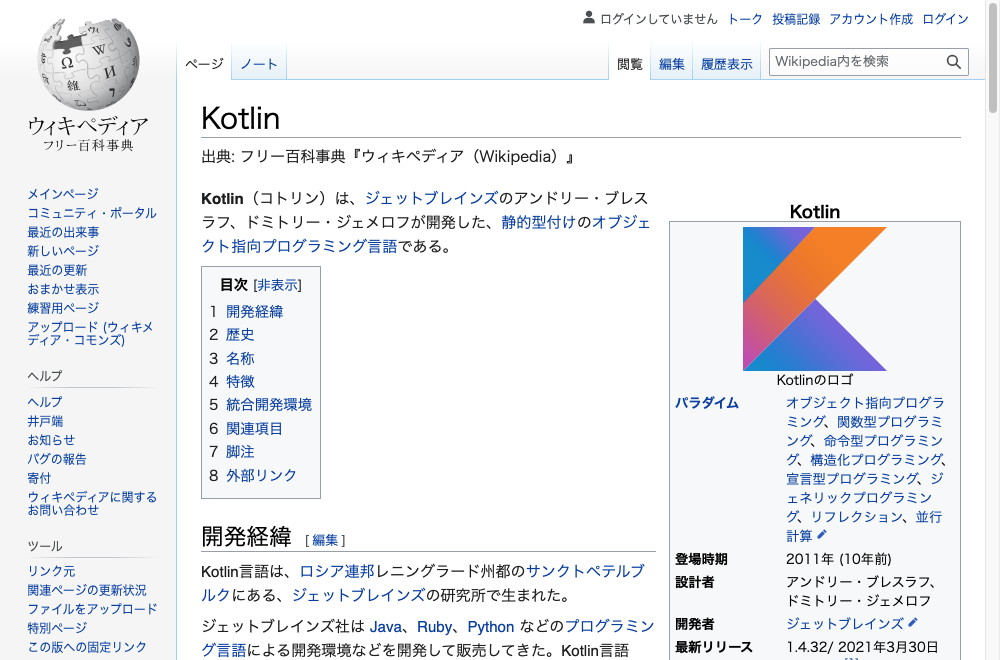 ログインしていません トーク 投稿記録 アカウント作成 ログイン
ページ ノート 閲覧 編集 履歴表示 Wikipedia内を検索
ウィキペディア
フリー百科事典
メインページ
コミュニティ・ポータル
最近の出来事
新しいページ
最近の更新
おまかせ表示
練習用ページ
アップロード (ウィキメ
ディア・コモンズ)
ヘルプ
ヘルプ
井戸端
お知らせ
バグの報告
寄付
ウィキペディアに関する
お問い合わせ
ツール
リンク元
関連ページの更新状況
ファイルをアップロード
特別ページ
この版への固定リンク
Kotlin
出典: フリー百科事典『ウィキペディア（Wikipedia）』
Kotlin（コトリン）は、ジェットブレインズのアンドリー・ブレス
ラフ、ドミトリー・ジェメロフが開発した、静的型付けのオブジェ
クト指向プログラミング言語である。
目次 [非表示]
1 開発経緯
2 歴史
3 名称
4 特徴
5 統合開発環境
6 関連項目
7 脚注
8 外部リンク
開発経緯 [ 編集 ]
Kotlin言語は、ロシア連邦レニングラード州都のサンクトペテルブ
ルクにある、ジェットブレインズの研究所で生まれた。
ジェットブレインズ社は Java、Ruby、Python などのプログラミン
グ言語による開発環境などを開発して販売してきた。Kotlin言語
Kotlin
Kotlinのロゴ
パラダイム オブジェクト指向プログラ
ミング、関数型プログラミ
ング、命令型プログラミン
グ、構造化プログラミング、
宣言型プログラミング、ジ
ェネリックプログラミン
グ、リフレクション、並行
計算
登場時期 2011年 (10年前)
設計者 アンドリー・ブレスラフ、
ドミトリー・ジェメロフ
開発者 ジェットブレインズ
最新リリース 1.4.32/ 2021年3月30日